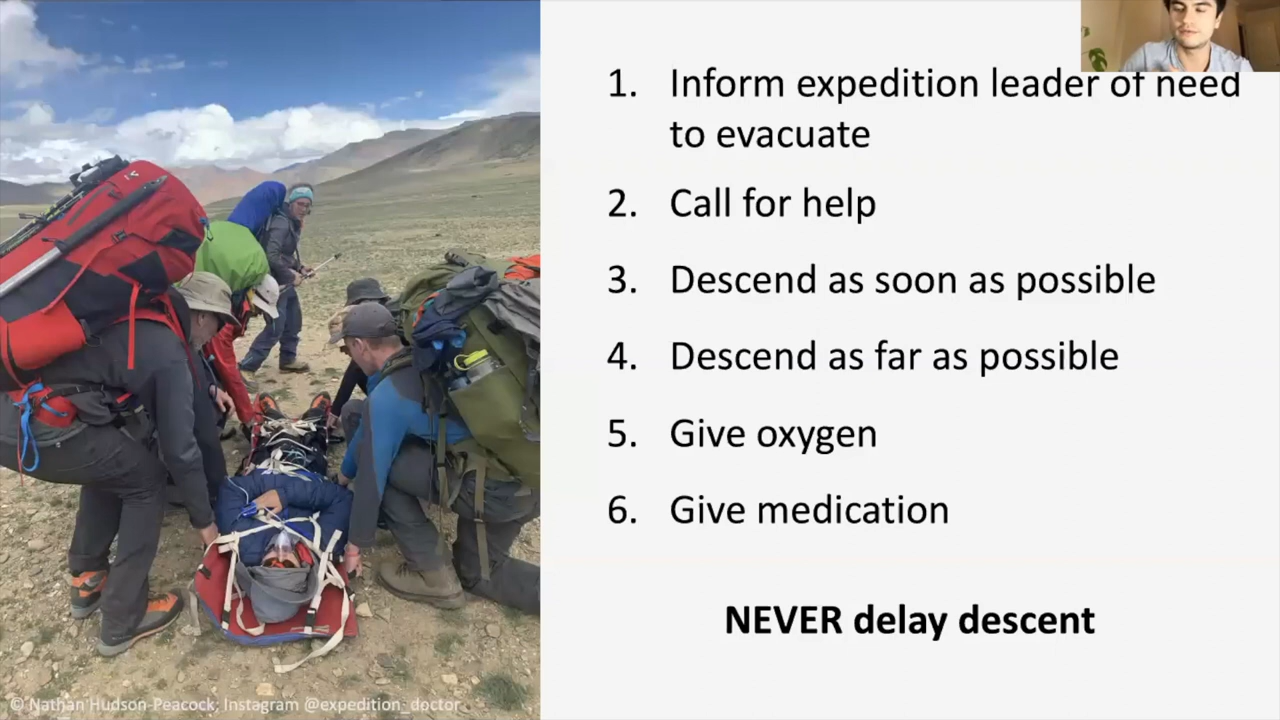 1. Inform expedition leader of need
to evacuate
2. Call for help
3. Descend as soon as possible
4. Descend as far as possible
5. Give oxygen
6. Give medication
NEVER delay descent
© Nathan Hudson-Peacock; Instagram @expedition_doctor